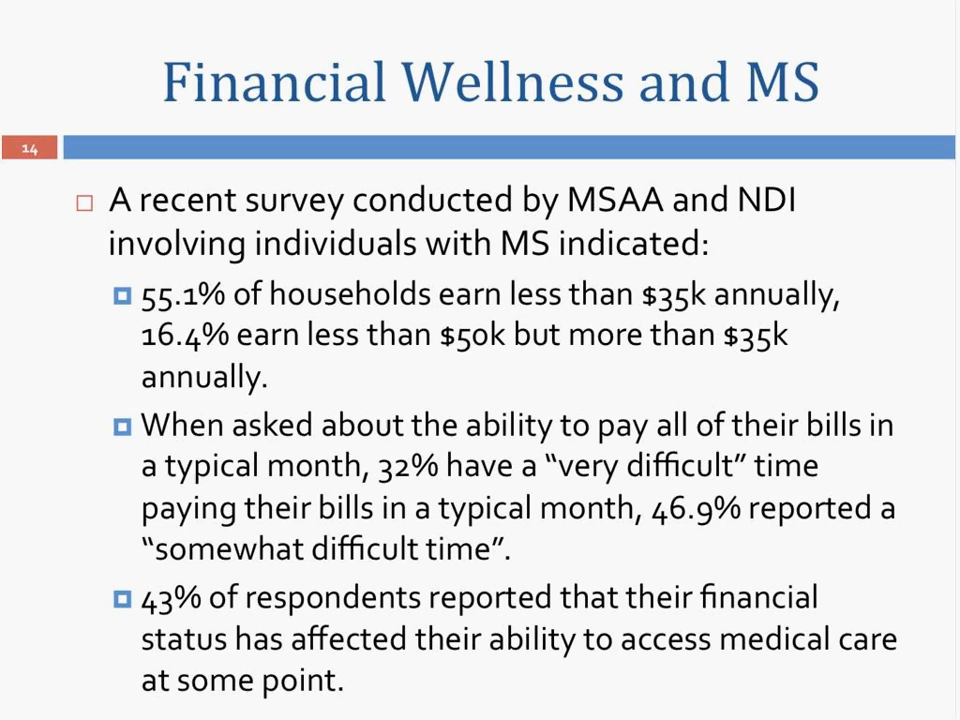 Financial Wellness and MS
14
A recent survey conducted by MSAA and NDI
involving individuals with MS indicated:
55.1% of households earn less than $35k annually,
16.4% earn less than $50k but more than $35k
annually.
When asked about the ability to pay all of their bills in
a typical month, 32% have a “very difficult” time
paying their bills in a typical month, 46.9% reported a
“somewhat difficult time”.
43% of respondents reported that their financial
status has affected their ability to access medical care
at some point.